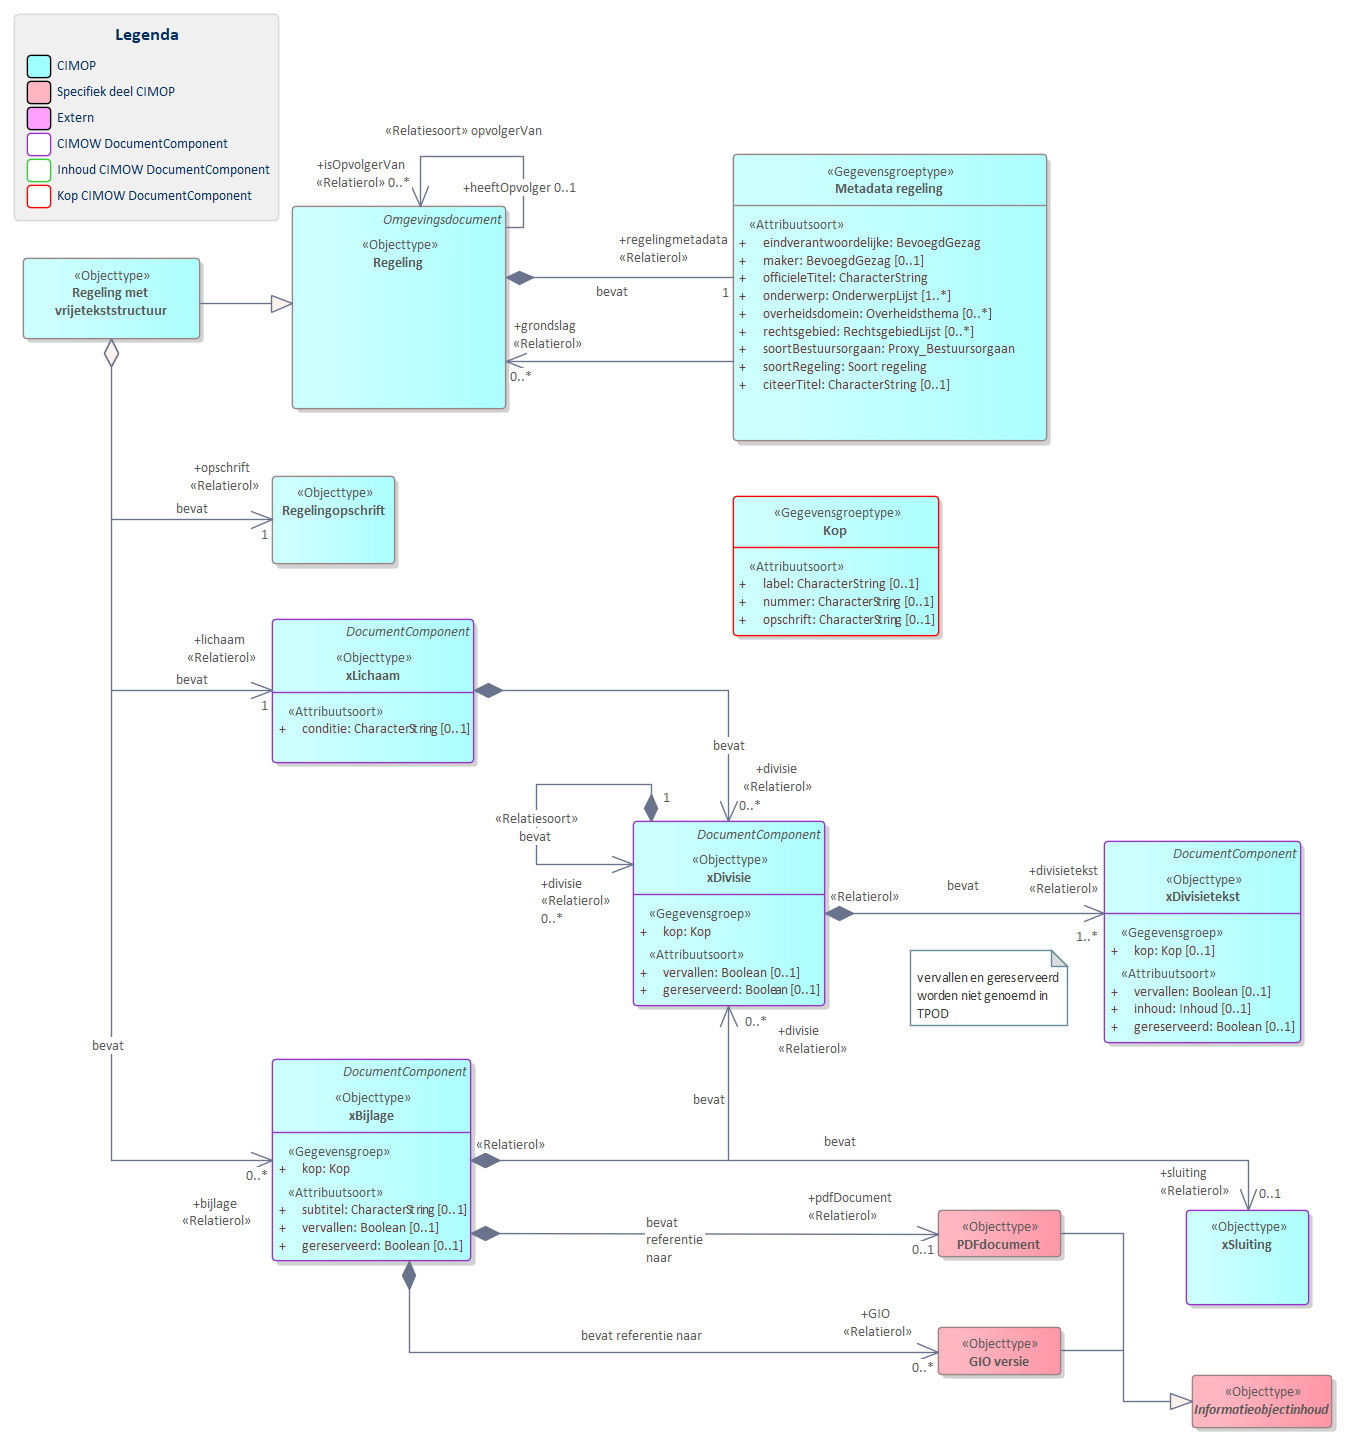 Legenda
CIMOP
Specifiek deel CIMOP
Extern
CIMOW DocumentComponent
Inhoud CIMOW DocumentComponent
Kop CIMOW DocumentComponent
«Relatiesoort» opvolgerVan
+isOpvolgerVan
«Relatierol» 0..*
+heeftOpvolger 0..1
Omgevingsdocument
«Objecttype»
Regeling
«Objecttype»
Regeling met
vrijetekststructuur
+regelingmetadata
«Relatierol»
bevat
1
+grondslag
«Relatierol»
0..*
«Gegevensgroeptype»
Metadata regeling
«Attribuutsoort»
+ eindverantwoordelijke: BevoegdGezag
+ maker: BevoegdGezag [0..1]
+ officieleTitel: CharacterString
+ onderwerp: OnderwerpLijst [1..*]
+ overheidsdomein: Overheidsthema [0..*]
+ rechtsgebied: RechtsgebiedLijst [0..*]
+ soortBestuursorgaan: Proxy_Bestuursorgaan
+ soortRegeling: Soort regeling
+ citeerTitel: CharacterString [0..1]
+opschrift
«Relatierol»
bevat
1
«Objecttype»
Regelingopschrift
«Gegevensgroeptype»
Kop
«Attribuutsoort»
+ label: CharacterString [0..1]
+ nummer: CharacterString [0..1]
+ opschrift: CharacterString [0..1]
+lichaam
«Relatierol»
bevat
1
DocumentComponent
«Objecttype»
xLichaam
«Attribuutsoort»
+ conditie: CharacterString [0..1]
bevat
+divisie
«Relatierol»
0..*
1
«Relatiesoort»
bevat
+divisie
«Relatierol»
0..*
DocumentComponent
«Objecttype»
xDivisie
«Gegevensgroep»
+ kop: Kop
«Attribuutsoort»
+ vervallen: Boolean [0..1]
+ gereserveerd: Boolean [0..1]
«Relatierol»
bevat
+divisietekst
«Relatierol»
1..*
DocumentComponent
«Objecttype»
xDivisietekst
«Gegevensgroep»
+ kop: Kop [0..1]
«Attribuutsoort»
+ vervallen: Boolean [0..1]
+ inhoud: Inhoud [0..1]
+ gereserveerd: Boolean [0..1]
vervallen en gereserveerd
worden niet genoemd in
TPOD
0..*
+divisie
«Relatierol»
bevat
bevat
0..*
+bijlage
«Relatierol»
DocumentComponent
«Objecttype»
xBijlage
«Gegevensgroep»
+ kop: Kop
«Attribuutsoort»
+ subtitel: CharacterString [0..1]
+ vervallen: Boolean [0..1]
+ gereserveerd: Boolean [0..1]
«Relatierol»
bevat
+sluiting
«Relatierol»
0..1
«Objecttype»
xSluiting
bevat
referentie
naar
+pdfDocument
«Relatierol»
0..1
«Objecttype»
PDFdocument
bevat referentie naar
+GIO
«Relatierol»
0..*
«Objecttype»
GIO versie
«Objecttype»
Informatieobjectinhoud